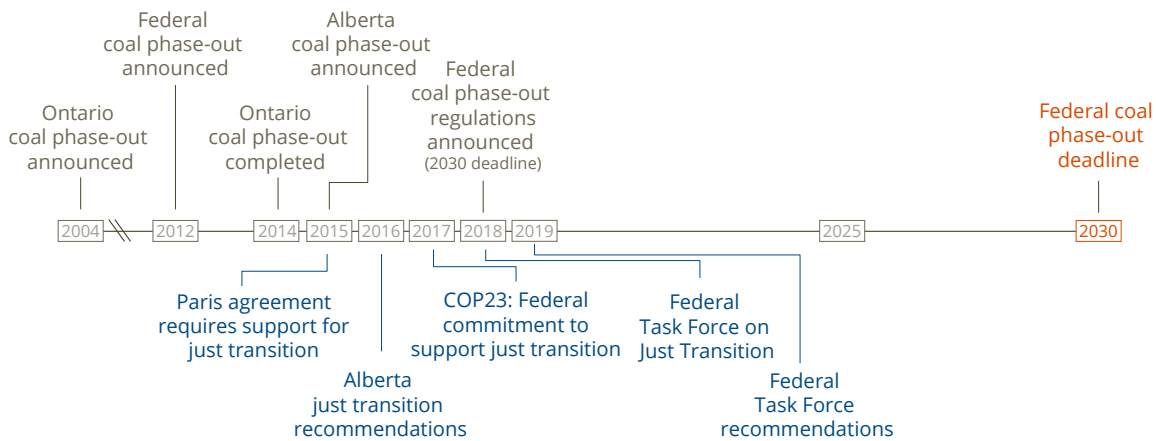 Federal
coal phase-out
announced
Alberta
coal phase-out
announced
Federal
coal phase-out
regulations
announced
(2030 deadline)
Ontario
coal phase-out
announced
Ontario
coal phase-out
completed
Federal coal
phase-out
deadline
2004
2012
2014
2015
2016
2017
2018
2019
2025
2030
Paris agreement
requires support for
just transition
COP23: Federal
commitment to
support just transition
Federal
Task Force on
Just Transition
Alberta
just transition
recommendations
Federal
Task Force
recommendations